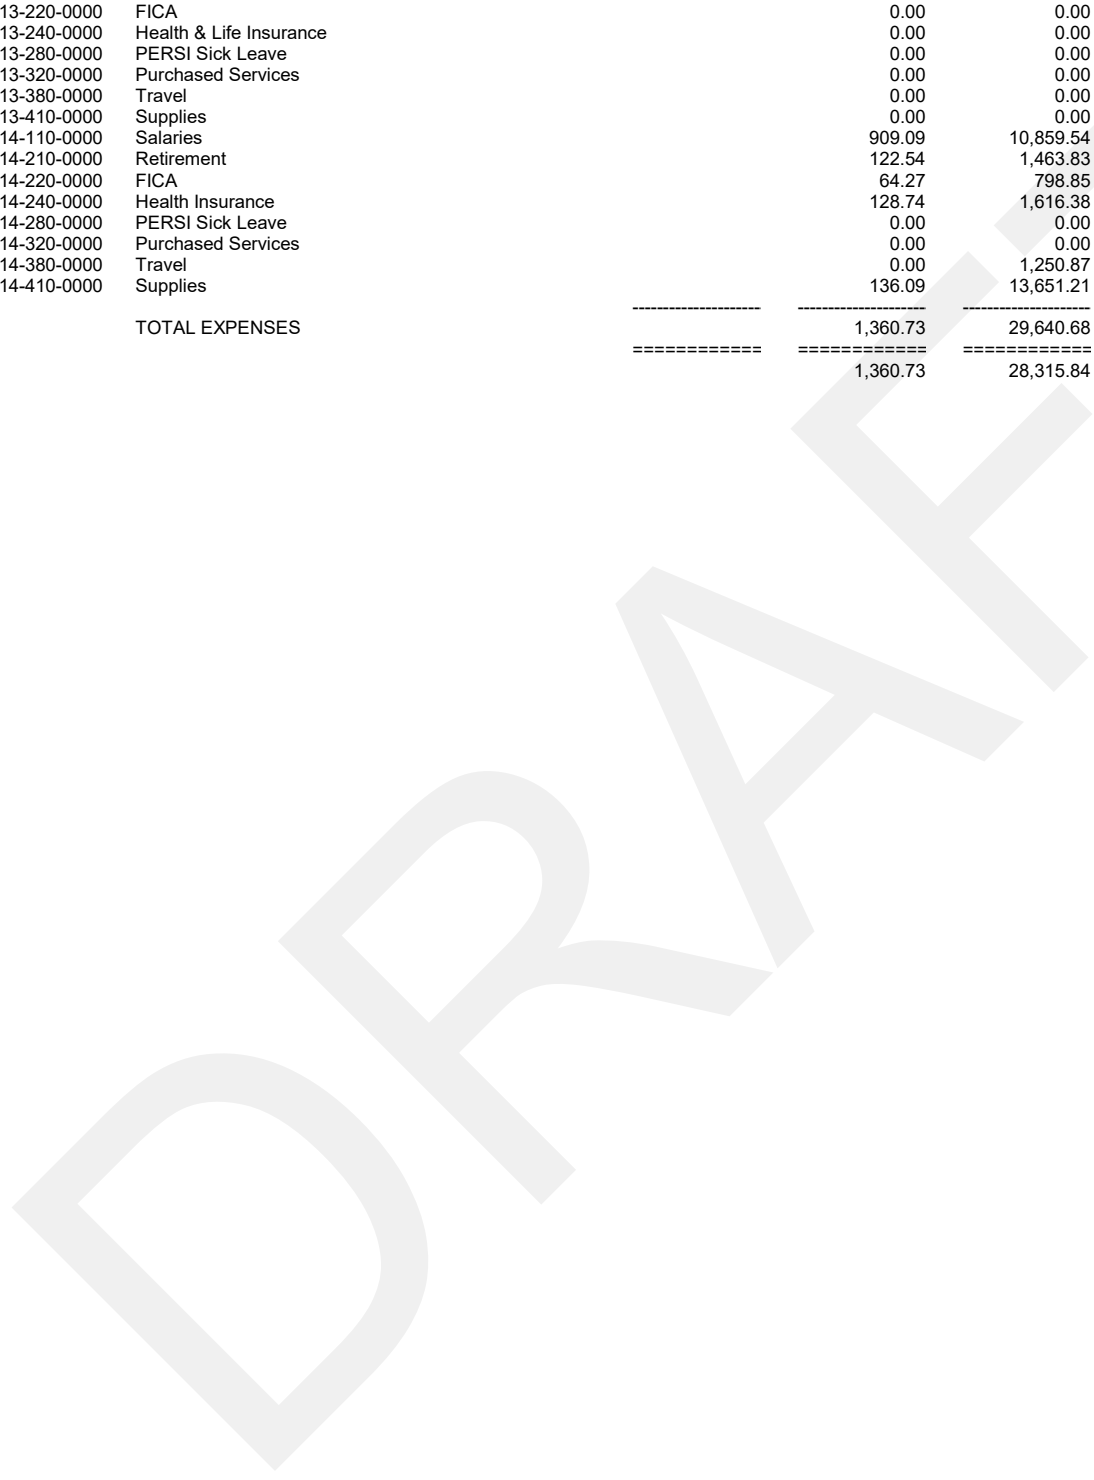 13-220-0000 FICA 0.00 0.00
13-240-0000 Health & Life Insurance 0.00 0.00
13-280-0000 PERSI Sick Leave 0.00 0.00
13-320-0000 Purchased Services 0.00 0.00
13-380-0000 Travel 0.00 0.00
13-410-0000 Supplies 0.00 0.00
14-110-0000 Salaries 909.09 10,859.54
14-210-0000 Retirement 122.54 1,463.83
14-220-0000 FICA 64.27 798.85
14-240-0000 Health Insurance 128.74 1,616.38
14-280-0000 PERSI Sick Leave 0.00 0.00
14-320-0000 Purchased Services 0.00 0.00
14-380-0000 Travel 0.00 1,250.87
14-410-0000 Supplies 136.09 13,651.21
--------------------- --------------------- ---------------------
TOTAL EXPENSES 1,360.73 29,640.68
============ ============ ============
1,360.73 28,315.84
DRAFT